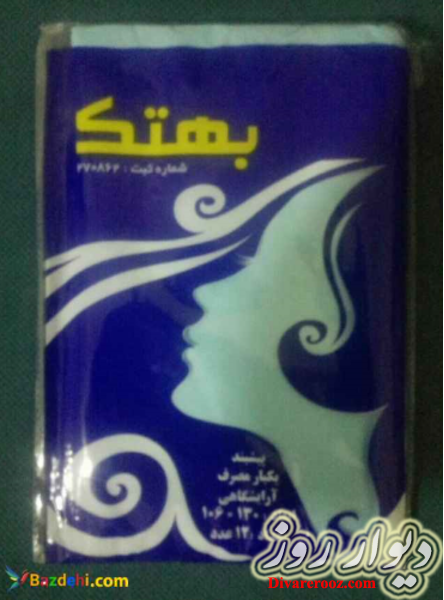 بهتک
شماره ثبت : ۲۷۰۸۶۲
پیشبند
یکبار مصرف
آرایشگاهی
۱۰۶ - ۱۳۰
۱۲ عدد
دیوار روز
Divarerooz.com
Bazdehi.com